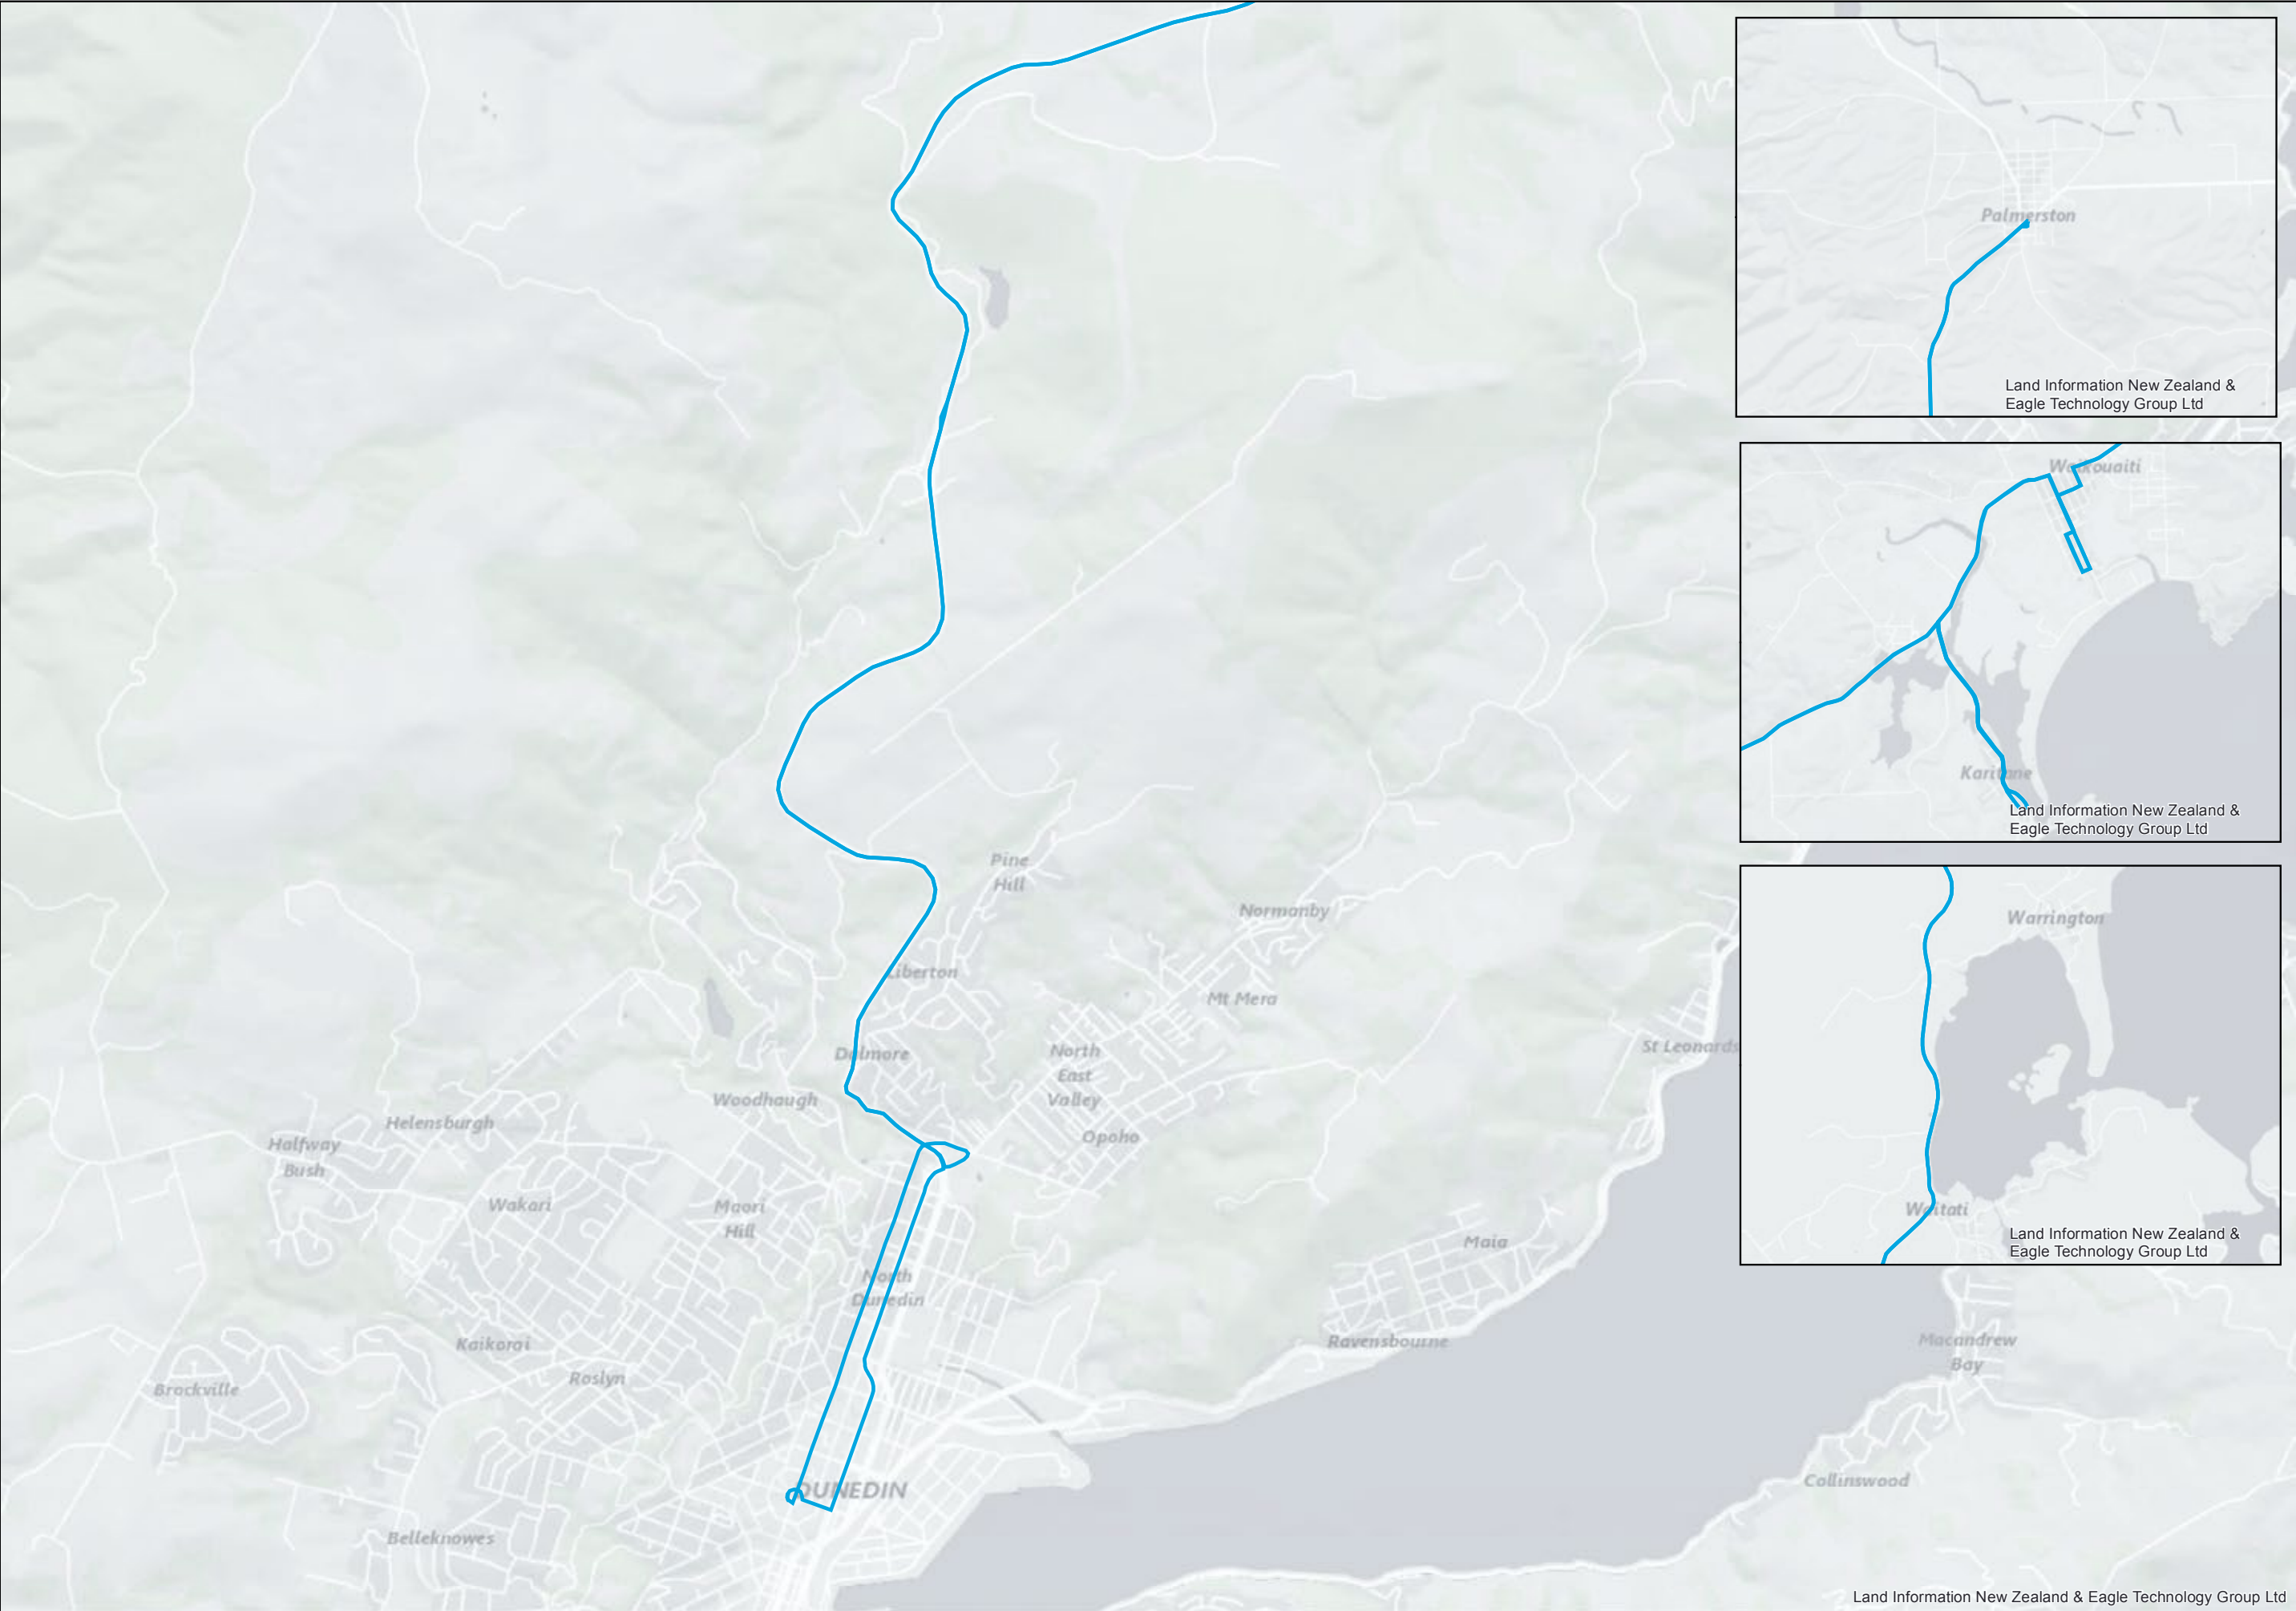 Palmerston
Land Information New Zealand &
Eagle Technology Group Ltd
Waikouaiti
Karitane
Land Information New Zealand &
Eagle Technology Group Ltd
Warrington
Waitati
Land Information New Zealand &
Eagle Technology Group Ltd
Pine
Hill
Normanby
Liberton
Mt Mera
Dalmore
North
East
Valley
St Leonards
Woodhaugh
Helensburgh
Halfway
Bush
Opoho
Wakari
Maori
Hill
Maia
North
Dunedin
Kaikorai
Ravensbourne
Macandrew
Bay
Roslyn
Brockville
DUNEDIN
Collinswood
Belleknowes
Land Information New Zealand & Eagle Technology Group Ltd